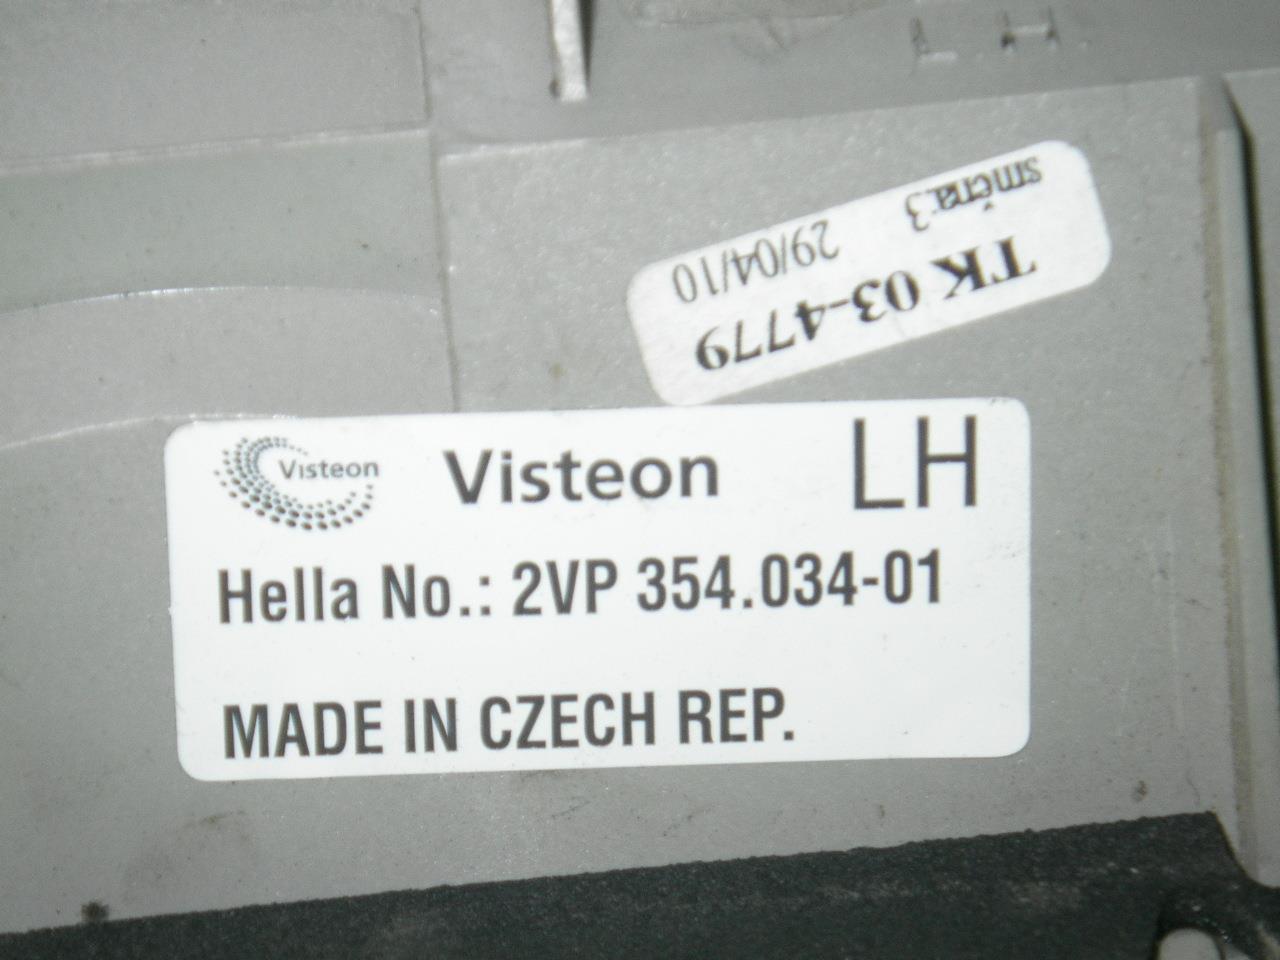 L.H.
směna:3
29/04/10
TK 03-4779
Visteon Visteon LH
Hella No.: 2VP 354.034-01
MADE IN CZECH REP.